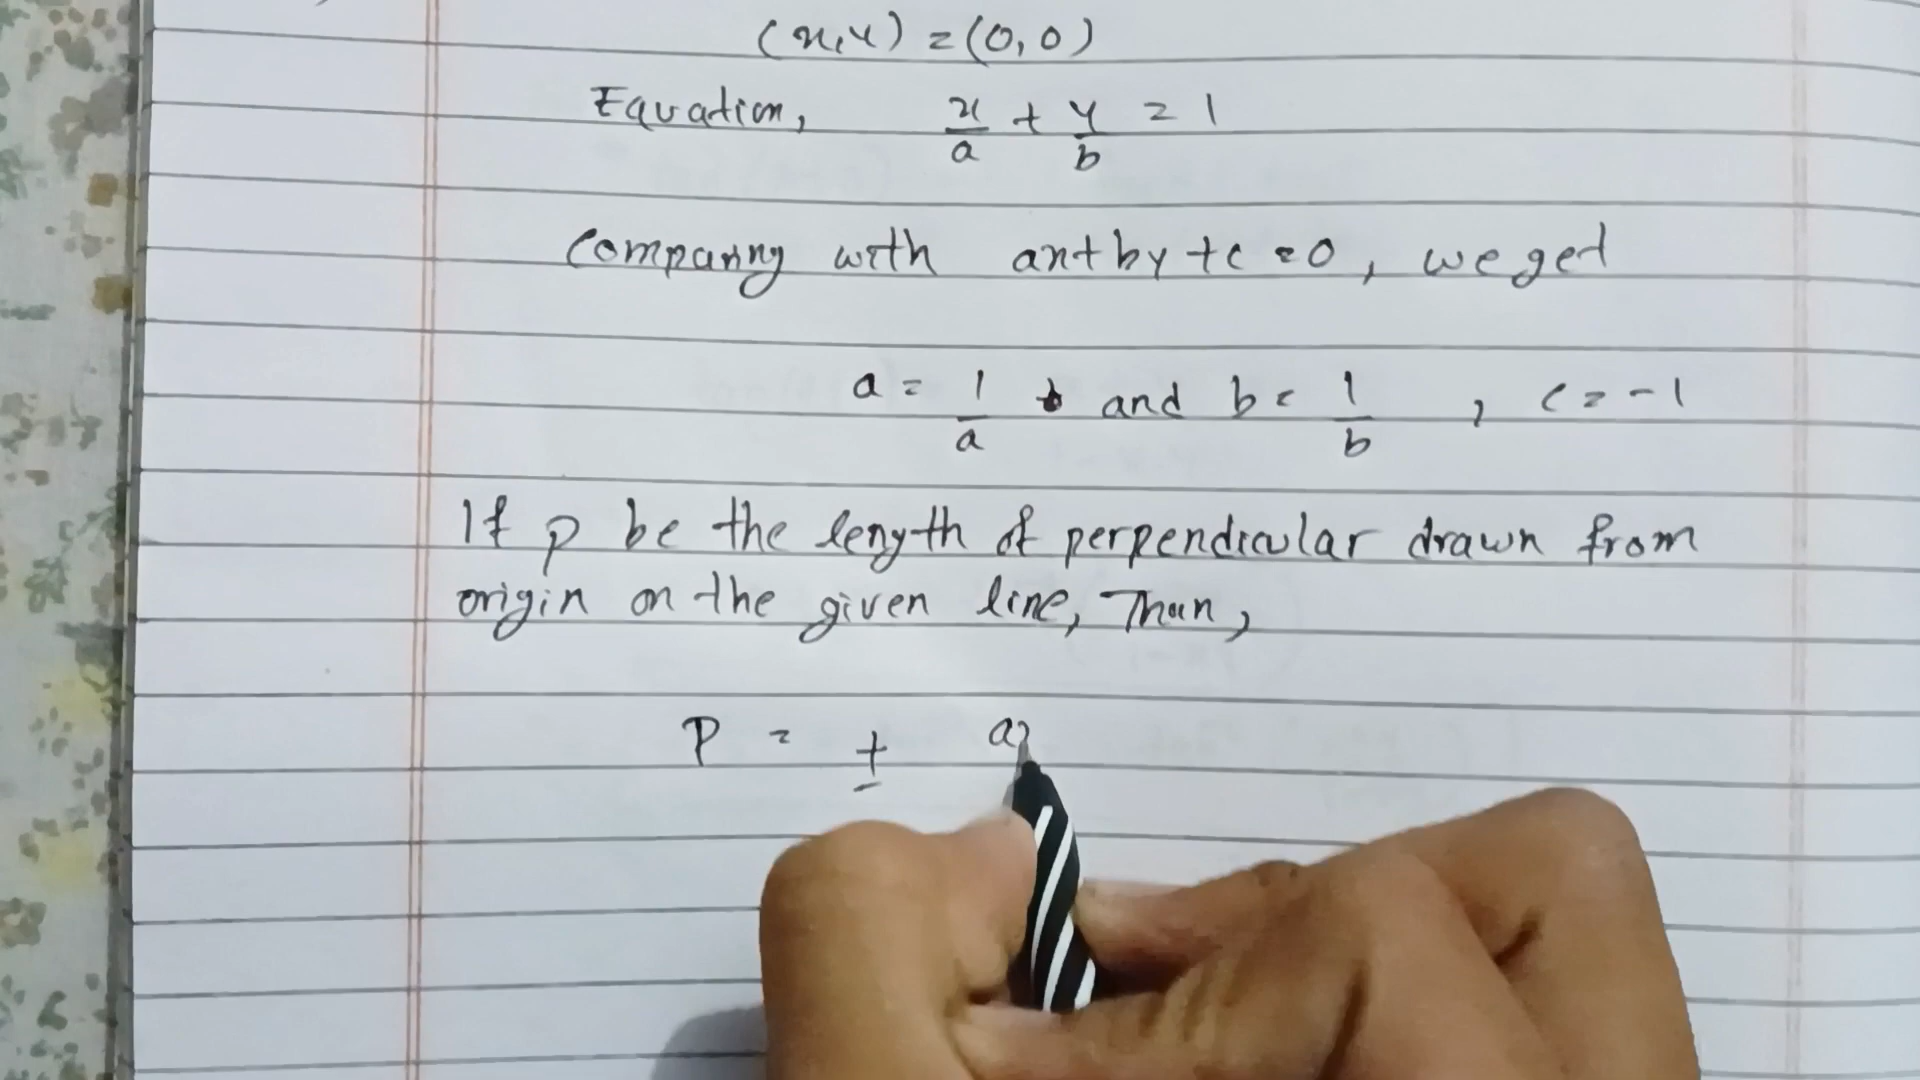 (x, y) = (0, 0)
Equation, x/a + y/b = 1
Comparing with ax + by + c = 0, we get
a = 1/a and b = 1/b , c = -1
If p be the length of perpendicular drawn from
origin on the given line, Then,
P = ± ax